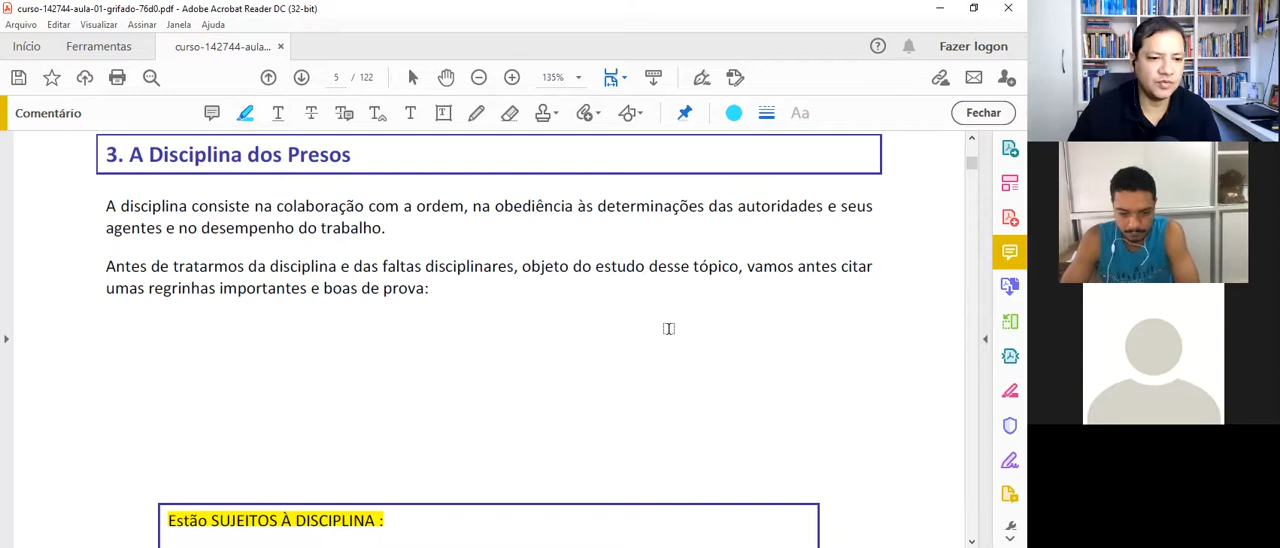 curso-142744-aula-01-grifado-76d0.pdf - Adobe Acrobat Reader DC (32-bit)
Arquivo Editar Visualizar Assinar Janela Ajuda
Início Ferramentas curso-142744-aula... × Fazer logon
5 / 122 135%
Comentário Aa Fechar
3. A Disciplina dos Presos
A disciplina consiste na colaboração com a ordem, na obediência às determinações das autoridades e seus
agentes e no desempenho do trabalho.
Antes de tratarmos da disciplina e das faltas disciplinares, objeto do estudo desse tópico, vamos antes citar
umas regrinhas importantes e boas de prova:
Estão SUJEITOS À DISCIPLINA :